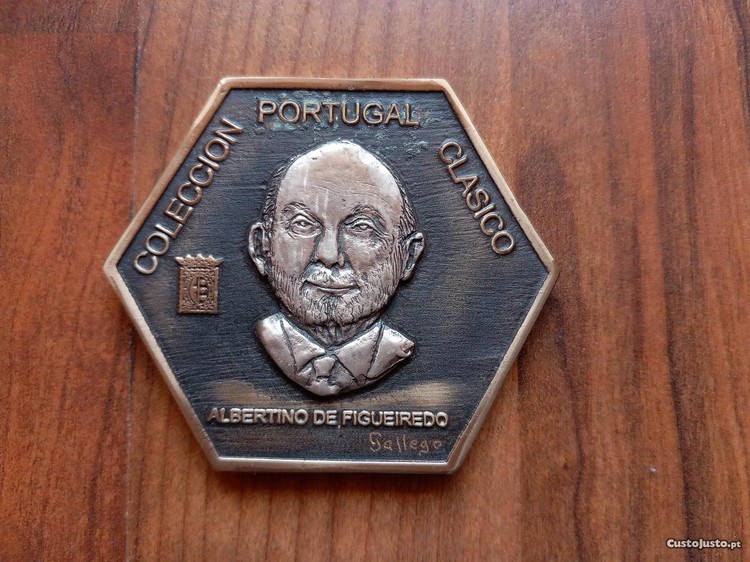 COLECCION PORTUGAL CLASICO
ALBERTINO DE FIGUEIREDO
Gallego
CustoJusto.pt